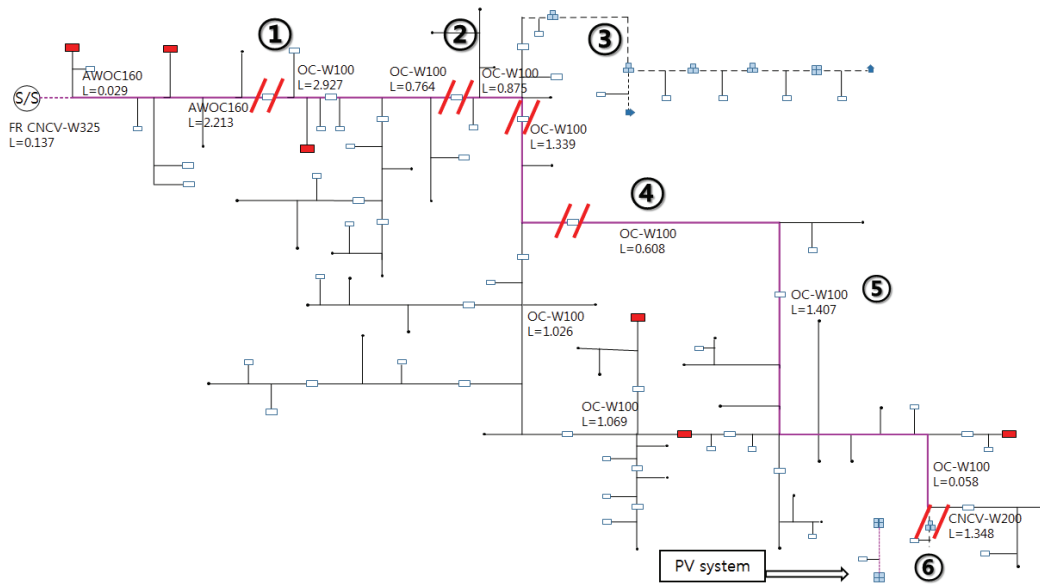 ①
②
③
AWOC160
L=0.029
OC-W100
L=2.927
OC-W100
L=0.764
OC-W100
L=0.875
S/S
FR CNCV-W325
L=0.137
AWOC160
L=2.213
OC-W100
L=1.339
④
OC-W100
L=0.608
⑤
OC-W100
L=1.407
OC-W100
L=1.026
OC-W100
L=1.069
OC-W100
L=0.058
CNCV-W200
L=1.348
PV system
⑥